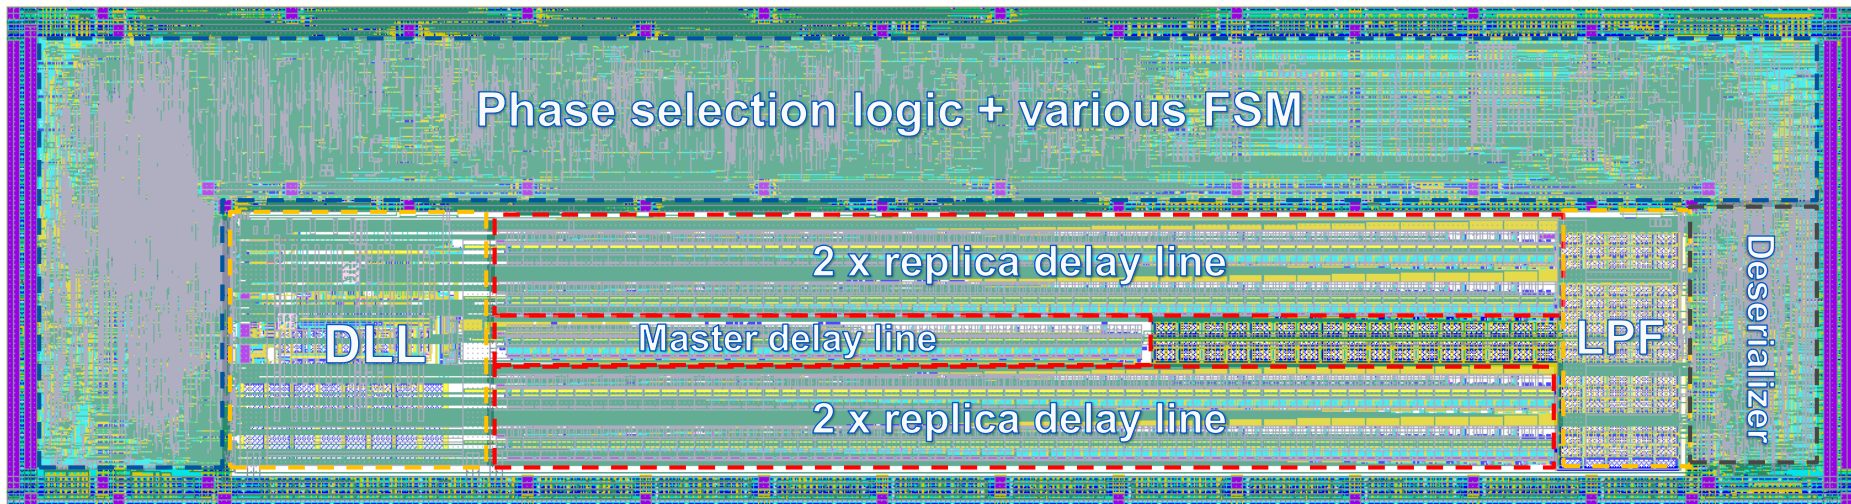 Phase selection logic + various FSM
2 x replica delay line
DLL
Master delay line
LPF
2 x replica delay line
Deserializer